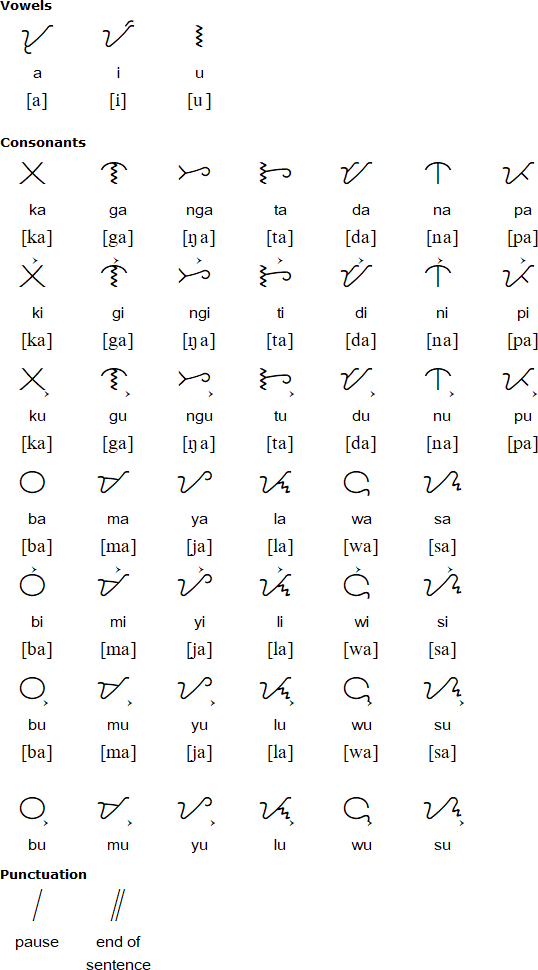 Vowels
ᝠ ᝡ ᝢ
a i u
[a] [i] [u]
Consonants
ᝣ ᝤ ᝥ ᝦ ᝧ ᝨ ᝩ
ka ga nga ta da na pa
[ka] [ga] [ŋa] [ta] [da] [na] [pa]
ᝣᝲ ᝤᝲ ᝥᝲ ᝦᝲ ᝧᝲ ᝨᝲ ᝩᝲ
ki gi ngi ti di ni pi
[ka] [ga] [ŋa] [ta] [da] [na] [pa]
ᝣᝳ ᝤᝳ ᝥᝳ ᝦᝳ ᝧᝳ ᝨᝳ ᝩᝳ
ku gu ngu tu du nu pu
[ka] [ga] [ŋa] [ta] [da] [na] [pa]
ᝪ ᝫ ᝬ ᝮ ᝯ ᝰ
ba ma ya la wa sa
[ba] [ma] [ja] [la] [wa] [sa]
ᝪᝲ ᝫᝲ ᝬᝲ ᝮᝲ ᝯᝲ ᝰᝲ
bi mi yi li wi si
[ba] [ma] [ja] [la] [wa] [sa]
ᝪᝳ ᝫᝳ ᝬᝳ ᝮᝳ ᝯᝳ ᝰᝳ
bu mu yu lu wu su
[ba] [ma] [ja] [la] [wa] [sa]
ᝪᝳ ᝫᝳ ᝬᝳ ᝮᝳ ᝯᝳ ᝰᝳ
bu mu yu lu wu su
Punctuation
᜵ ᜶
pause end of
sentence